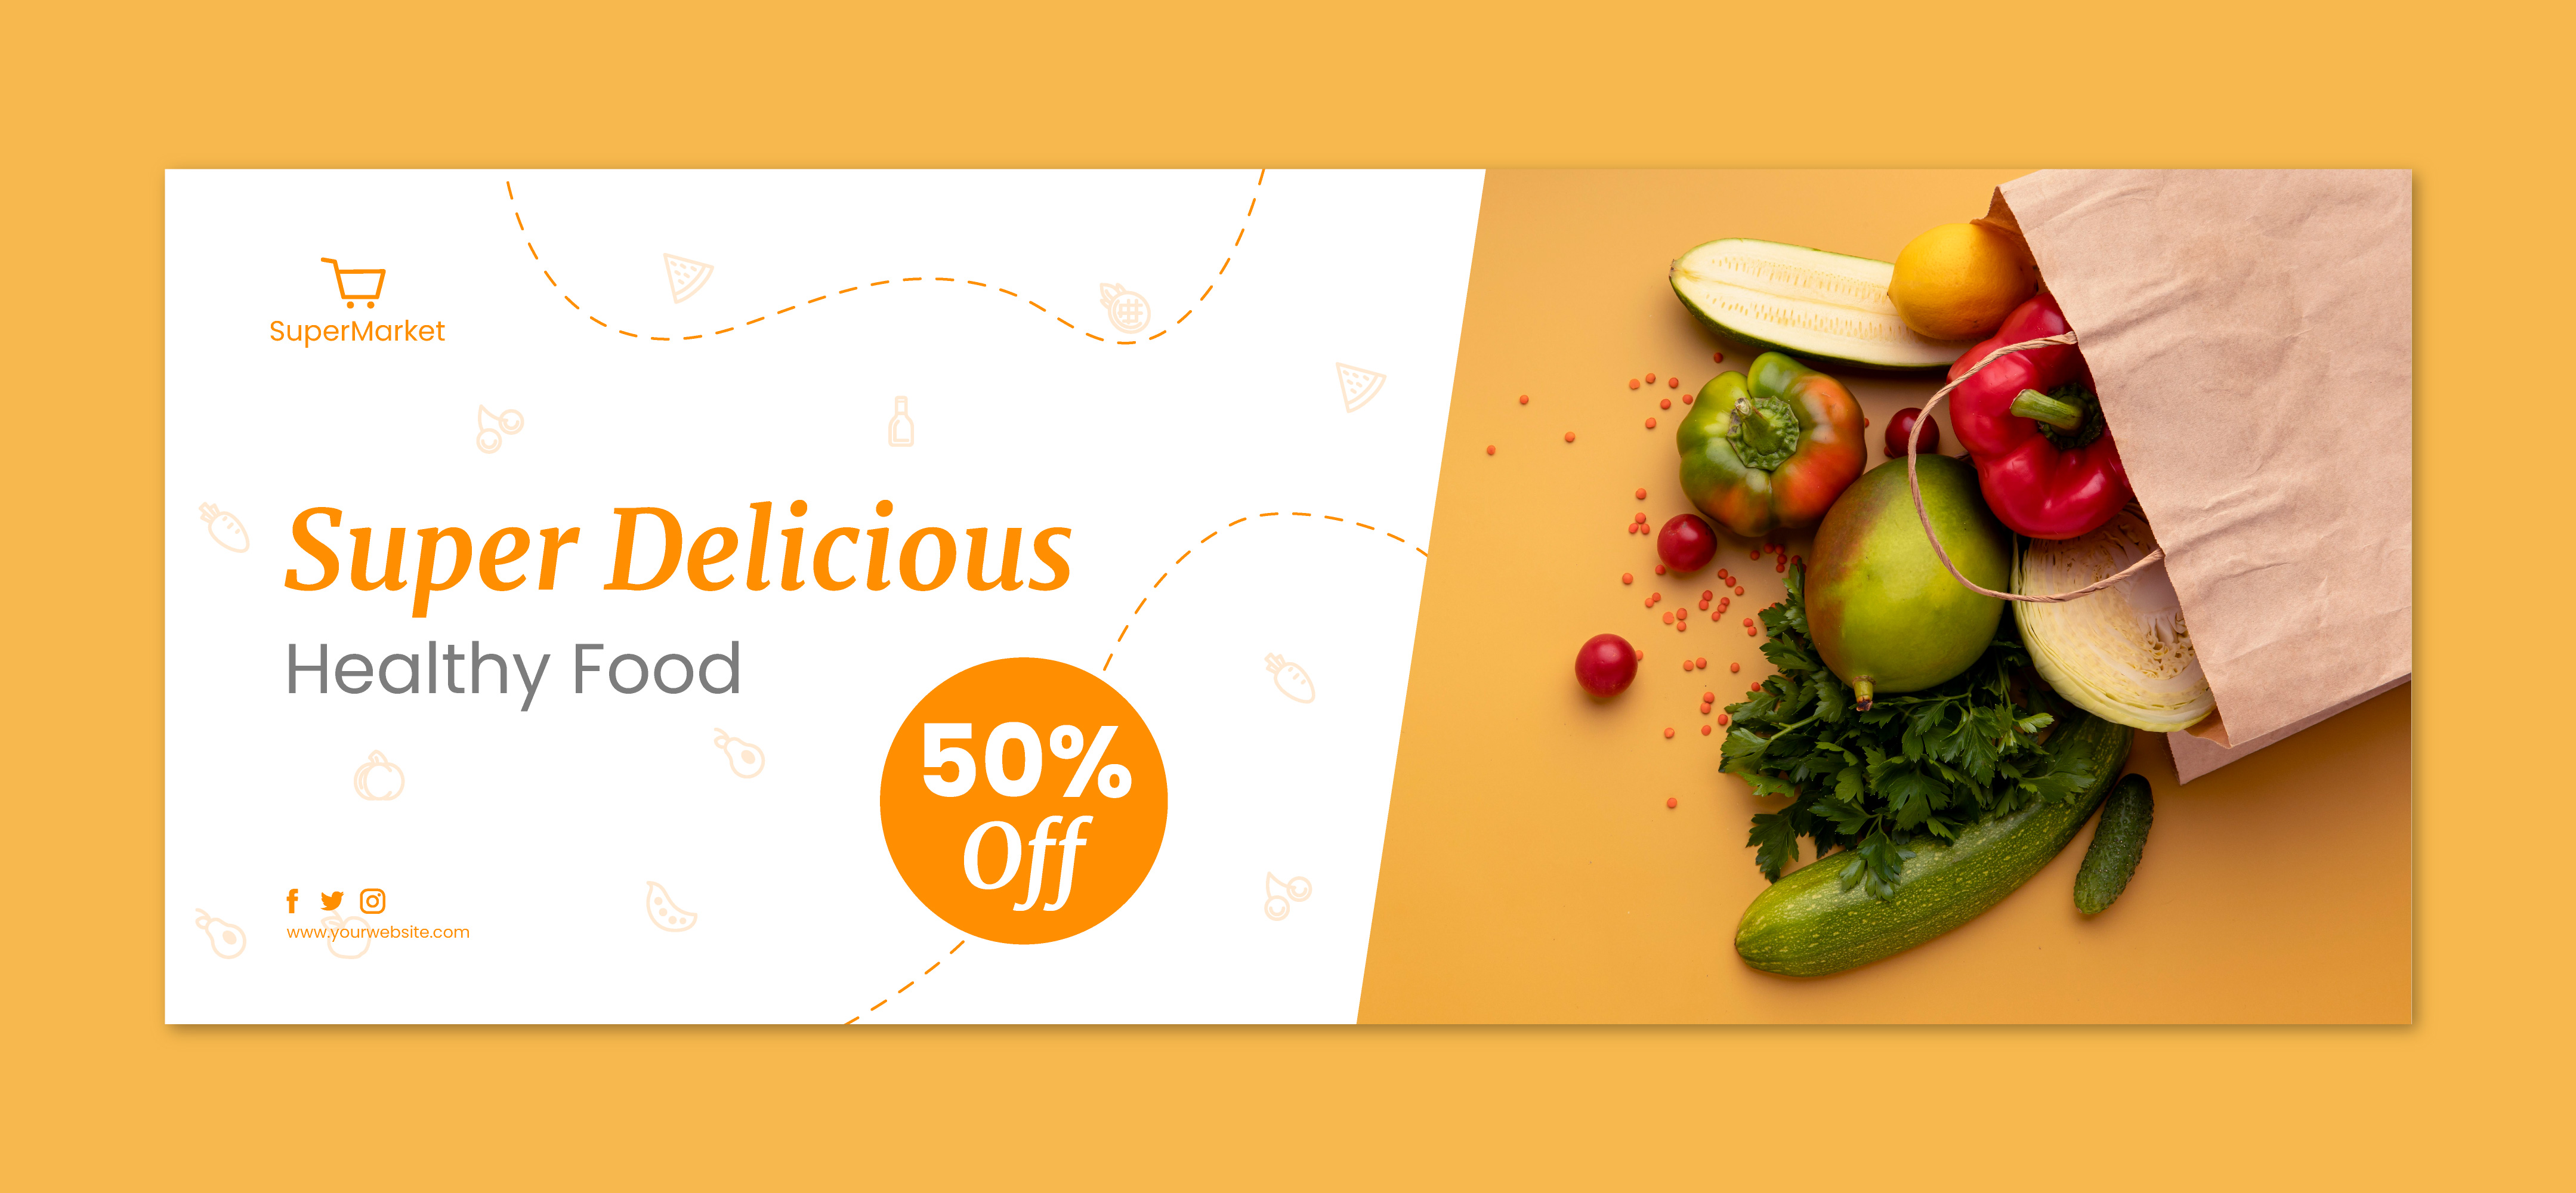 SuperMarket
Super Delicious
Healthy Food
50%
Off
www.yourwebsite.com